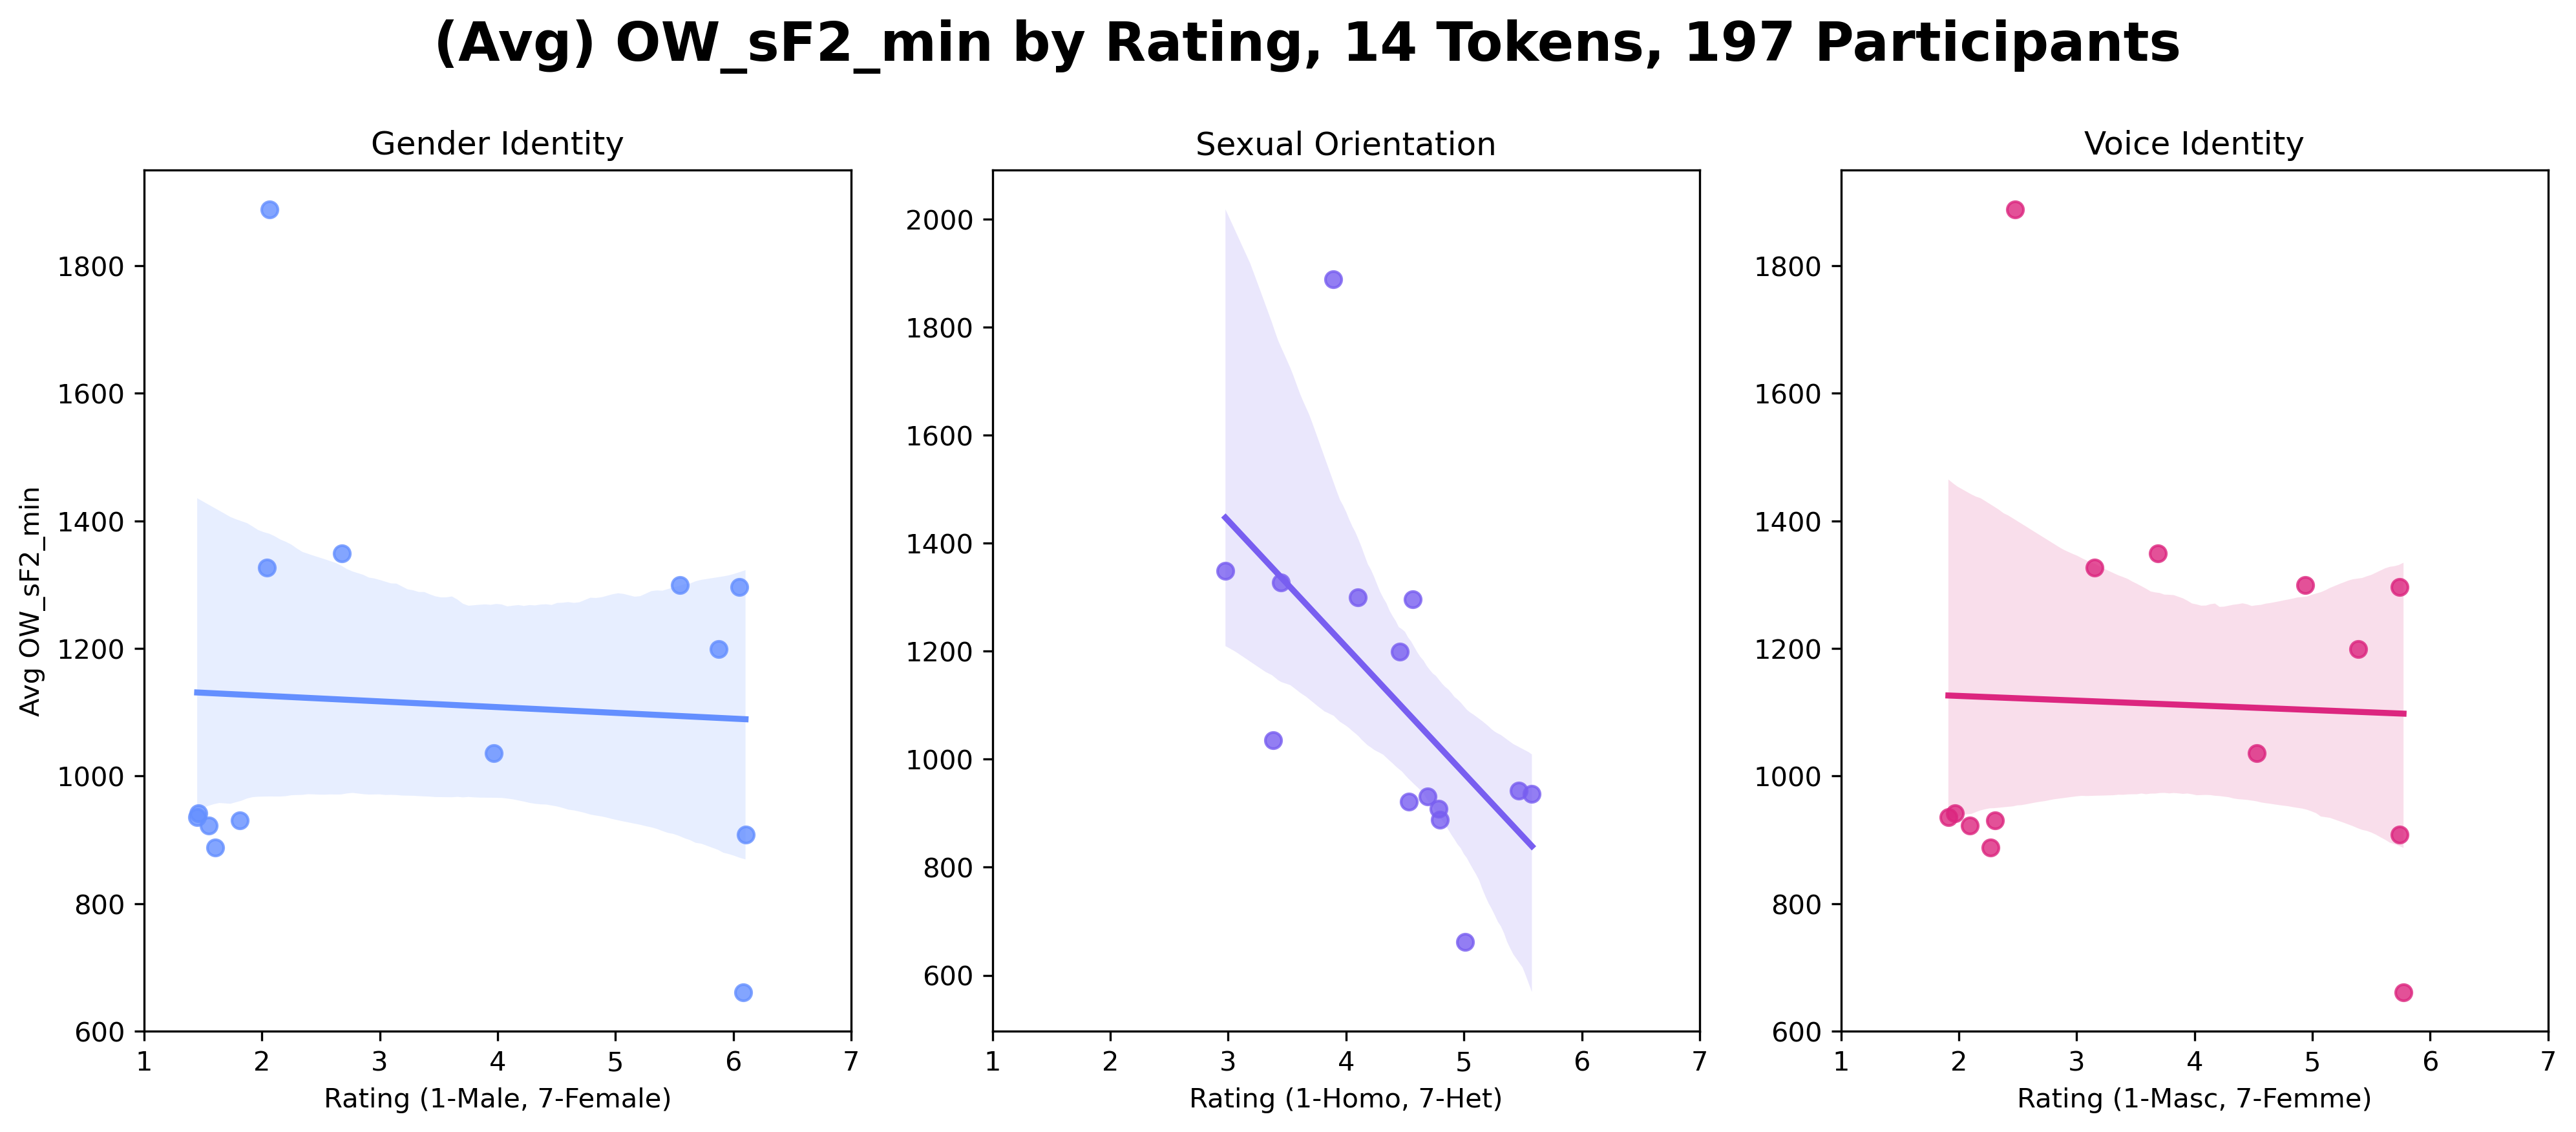 (Avg) OW_sF2_min by Rating, 14 Tokens, 197 Participants
Gender Identity
Sexual Orientation
Voice Identity
Avg OW_sF2_min
1800
1600
1400
1200
1000
800
600
1 2 3 4 5 6 7
Rating (1-Male, 7-Female)
2000
1800
1600
1400
1200
1000
800
600
1 2 3 4 5 6 7
Rating (1-Homo, 7-Het)
1800
1600
1400
1200
1000
800
600
1 2 3 4 5 6 7
Rating (1-Masc, 7-Femme)